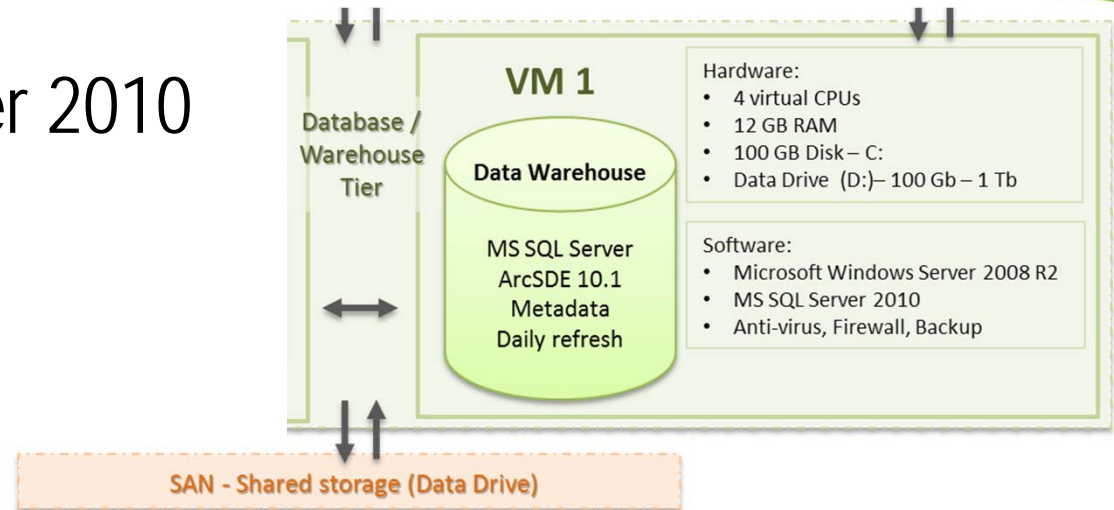 er 2010
Database /
Warehouse
Tier
VM 1
Data Warehouse
MS SQL Server
ArcSDE 10.1
Metadata
Daily refresh
Hardware:
• 4 virtual CPUs
• 12 GB RAM
• 100 GB Disk – C:
• Data Drive (D:)– 100 Gb – 1 Tb
Software:
• Microsoft Windows Server 2008 R2
• MS SQL Server 2010
• Anti-virus, Firewall, Backup
SAN - Shared storage (Data Drive)